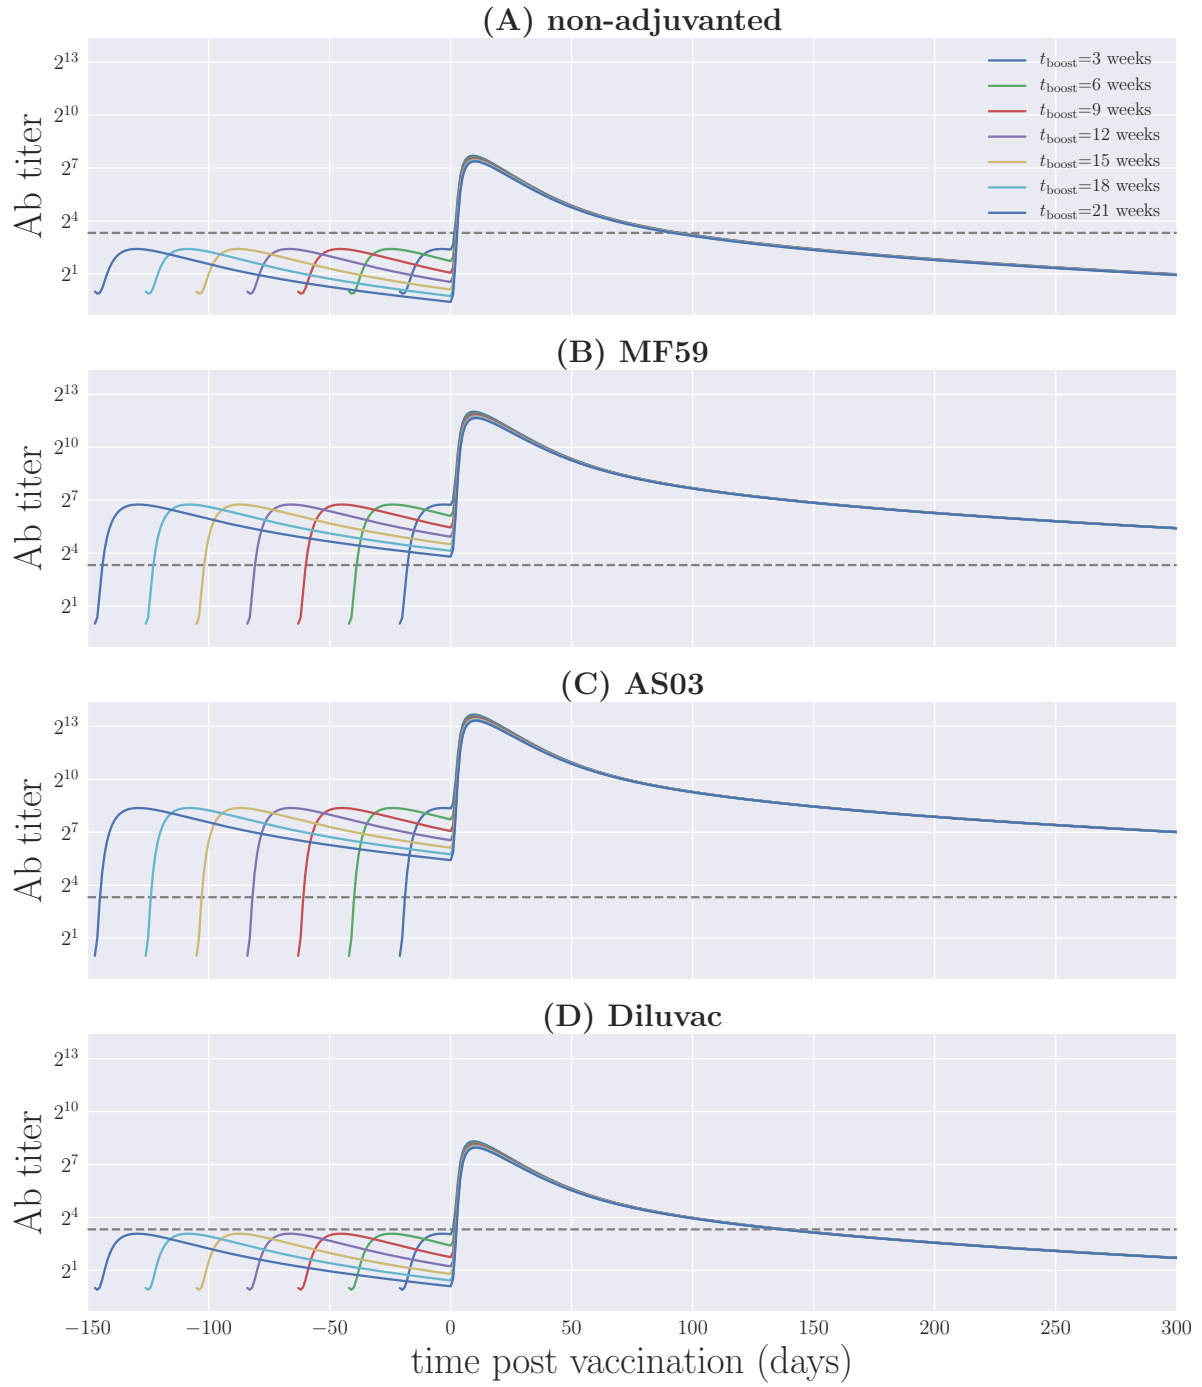 (A) non-adjuvanted
2^13
2^10
2^7
2^4
2^1
Ab titer
t_boost=3 weeks
t_boost=6 weeks
t_boost=9 weeks
t_boost=12 weeks
t_boost=15 weeks
t_boost=18 weeks
t_boost=21 weeks
(B) MF59
2^13
2^10
2^7
2^4
2^1
Ab titer
(C) AS03
2^13
2^10
2^7
2^4
2^1
Ab titer
(D) Diluvac
2^13
2^10
2^7
2^4
2^1
Ab titer
−150 −100 −50 0 50 100 150 200 250 300
time post vaccination (days)